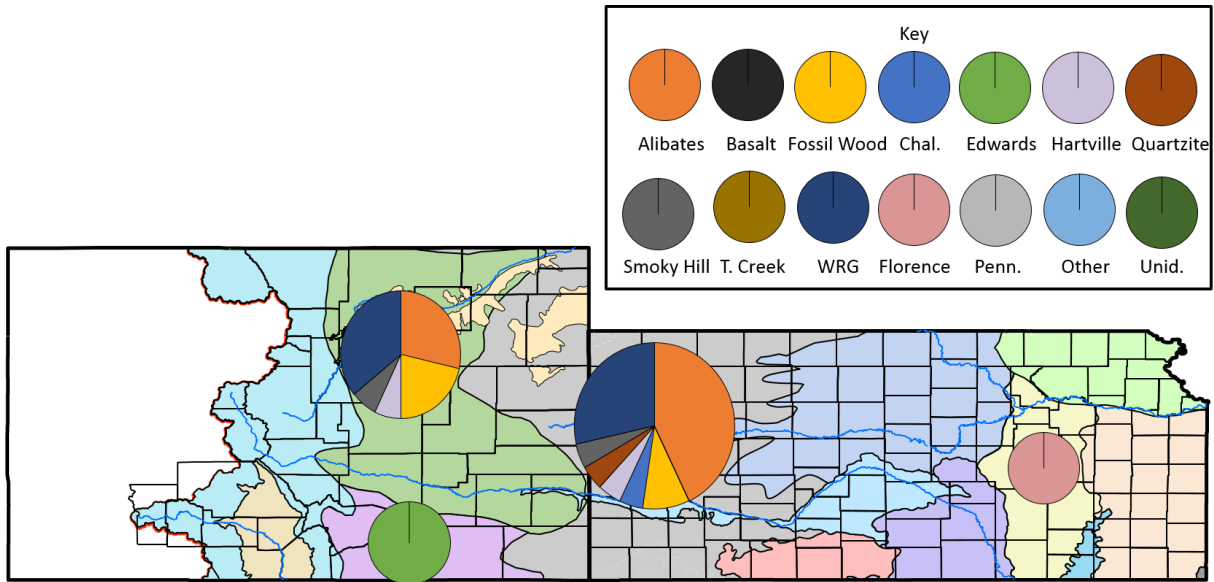 Key
Alibates Basalt Fossil Wood Chal. Edwards Hartville Quartzite
Smoky Hill T. Creek WRG Florence Penn. Other Unid.